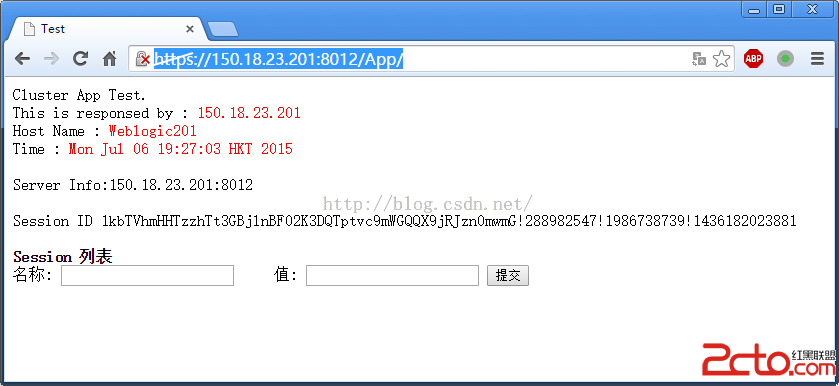 Test
https://150.18.23.201:8012/App/
ABP
Cluster App Test.
This is responsed by : 150.18.23.201
Host Name : Weblogic201
Time : Mon Jul 06 19:27:03 HKT 2015
Server Info:150.18.23.201:8012
http://blog.csdn.net/
Session ID 1kbTVhmHHTzzhTt3GBj1nBF02K3DQTptvc9mWGQQX9jRJzn0mwmG!288982547!1986738739!1436182023881
Session 列表
名称: 值: 提交
2cto.com
红黑联盟